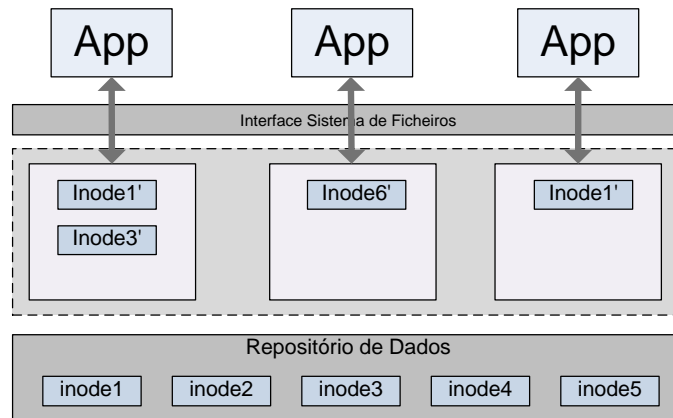 App App App
Interface Sistema de Ficheiros
Inode1' Inode6' Inode1'
Inode3'
Repositório de Dados
inode1 inode2 inode3 inode4 inode5